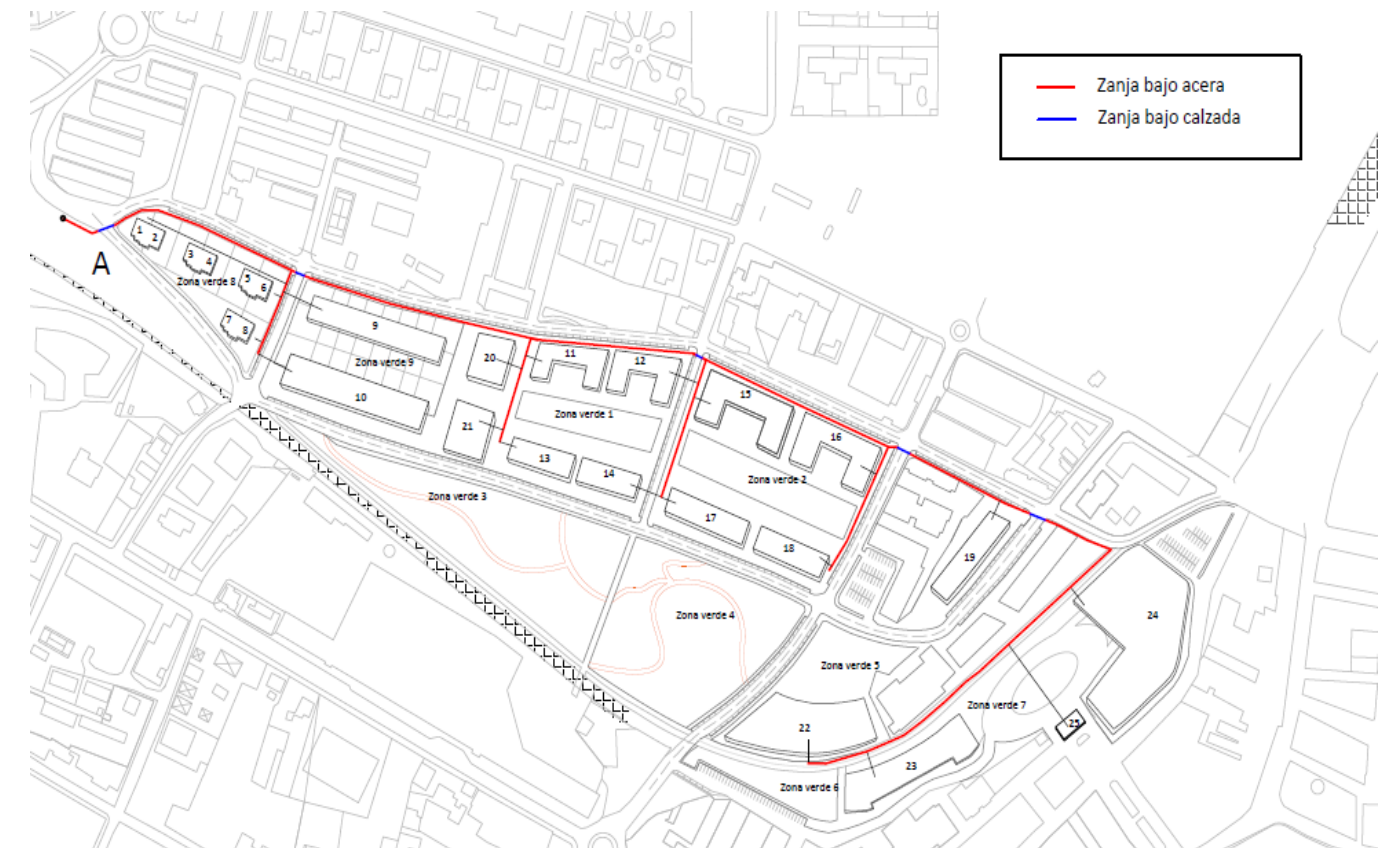 Zanja bajo acera
Zanja bajo calzada
A
1
2
3
4
5
6
Zona verde 8
7
8
9
Zona verde 9
10
20
21
11
12
Zona verde 1
13
14
Zona verde 3
15
16
Zona verde 2
17
18
19
Zona verde 4
Zona verde 5
22
Zona verde 6
23
Zona verde 7
24
25